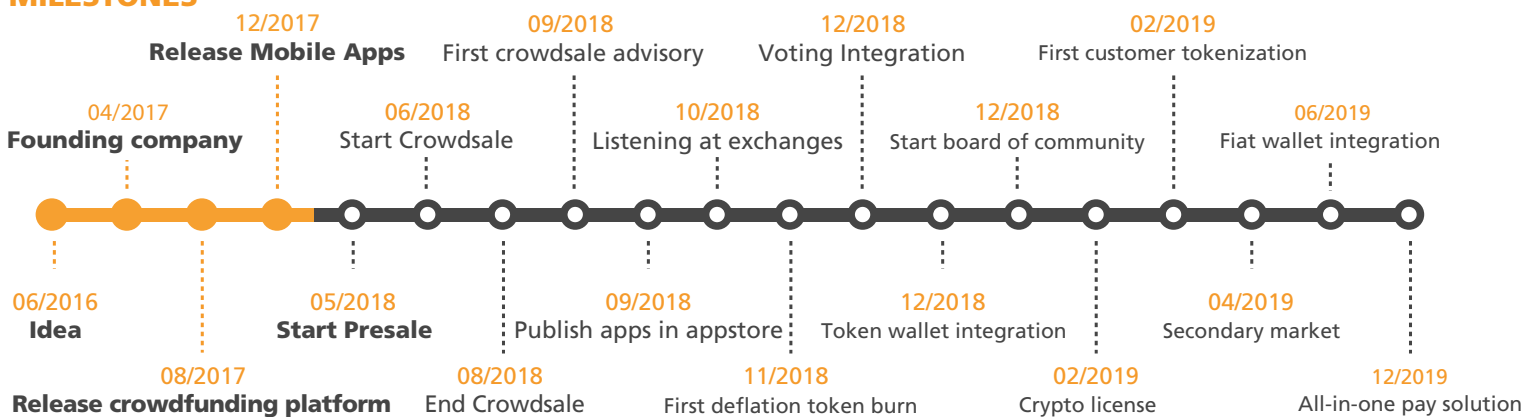 MILESTONES
12/2017
Release Mobile Apps
09/2018
First crowdsale advisory
12/2018
Voting Integration
02/2019
First customer tokenization
04/2017
Founding company
06/2018
Start Crowdsale
10/2018
Listening at exchanges
12/2018
Start board of community
06/2019
Fiat wallet integration
06/2016
Idea
05/2018
Start Presale
09/2018
Publish apps in appstore
12/2018
Token wallet integration
04/2019
Secondary market
08/2017
Release crowdfunding platform
08/2018
End Crowdsale
11/2018
First deflation token burn
02/2019
Crypto license
12/2019
All-in-one pay solution